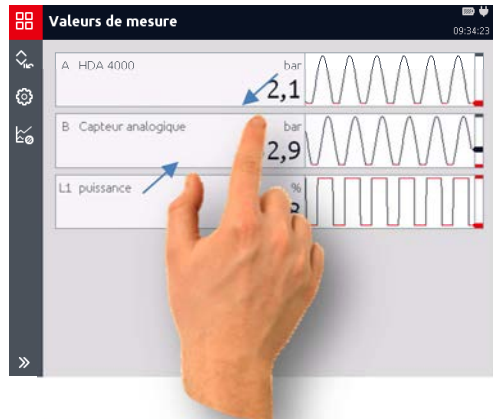 Valeurs de mesure
09:34:23
A HDA 4000 bar
2,1
B Capteur analogique bar
2,9
L1 puissance %